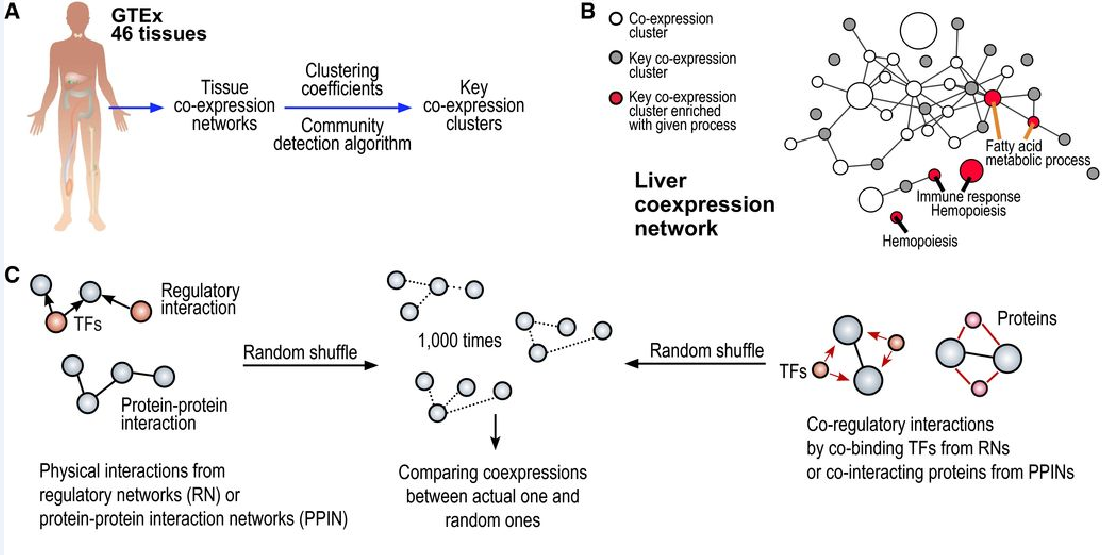 A
GTEx
46 tissues
Tissue
co-expression
networks
Clustering
coefficients
Community
detection algorithm
Key
co-expression
clusters
B
Co-expression
cluster
Key co-expression
cluster
Key co-expression
cluster enriched
with given process
Liver
coexpression
network
Fatty acid
metabolic process
Immune response
Hemopoiesis
Hemopoiesis
C
TFs
Regulatory
interaction
Protein-protein
interaction
Physical interactions from
regulatory networks (RN) or
protein-protein interaction networks (PPIN)
Random shuffle
1,000 times
Comparing coexpressions
between actual one and
random ones
Random shuffle
TFs
Proteins
Co-regulatory interactions
by co-binding TFs from RNs
or co-interacting proteins from PPINs